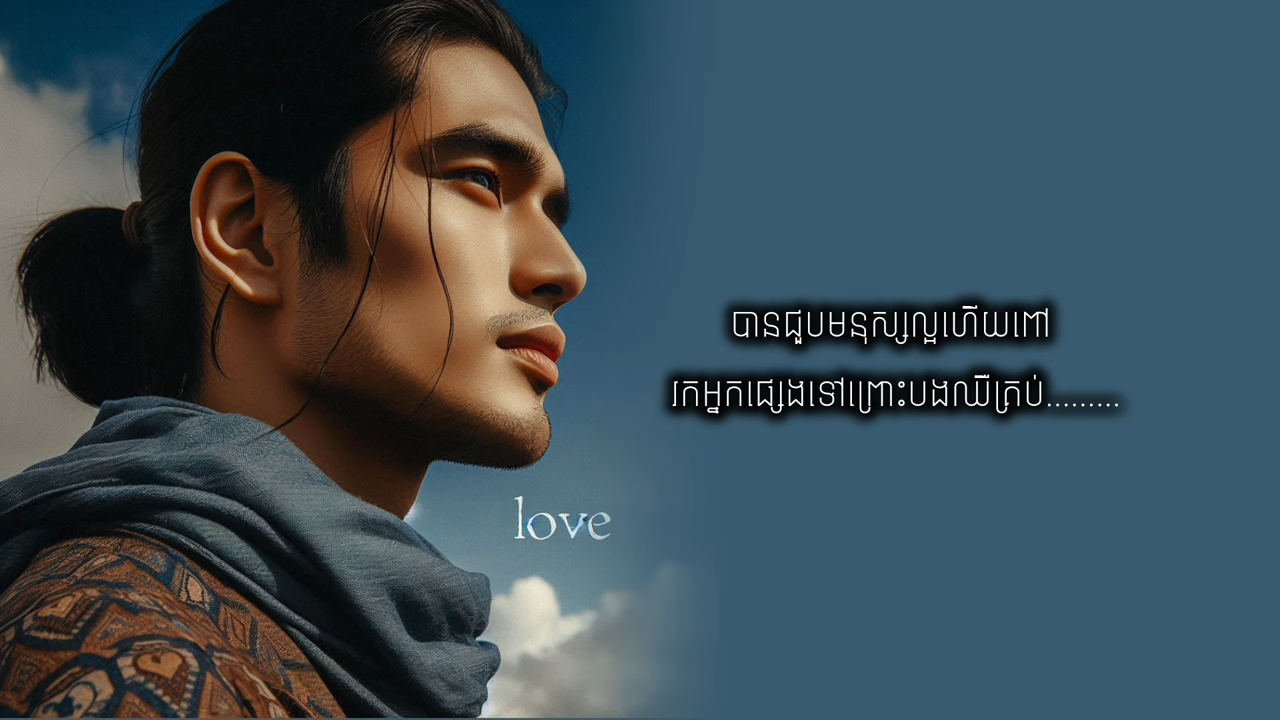 បានជួបមនុស្សល្អហើយពៅ
រកអ្នកផ្សេងទៅព្រោះបងឈឺគ្រប់.........
love